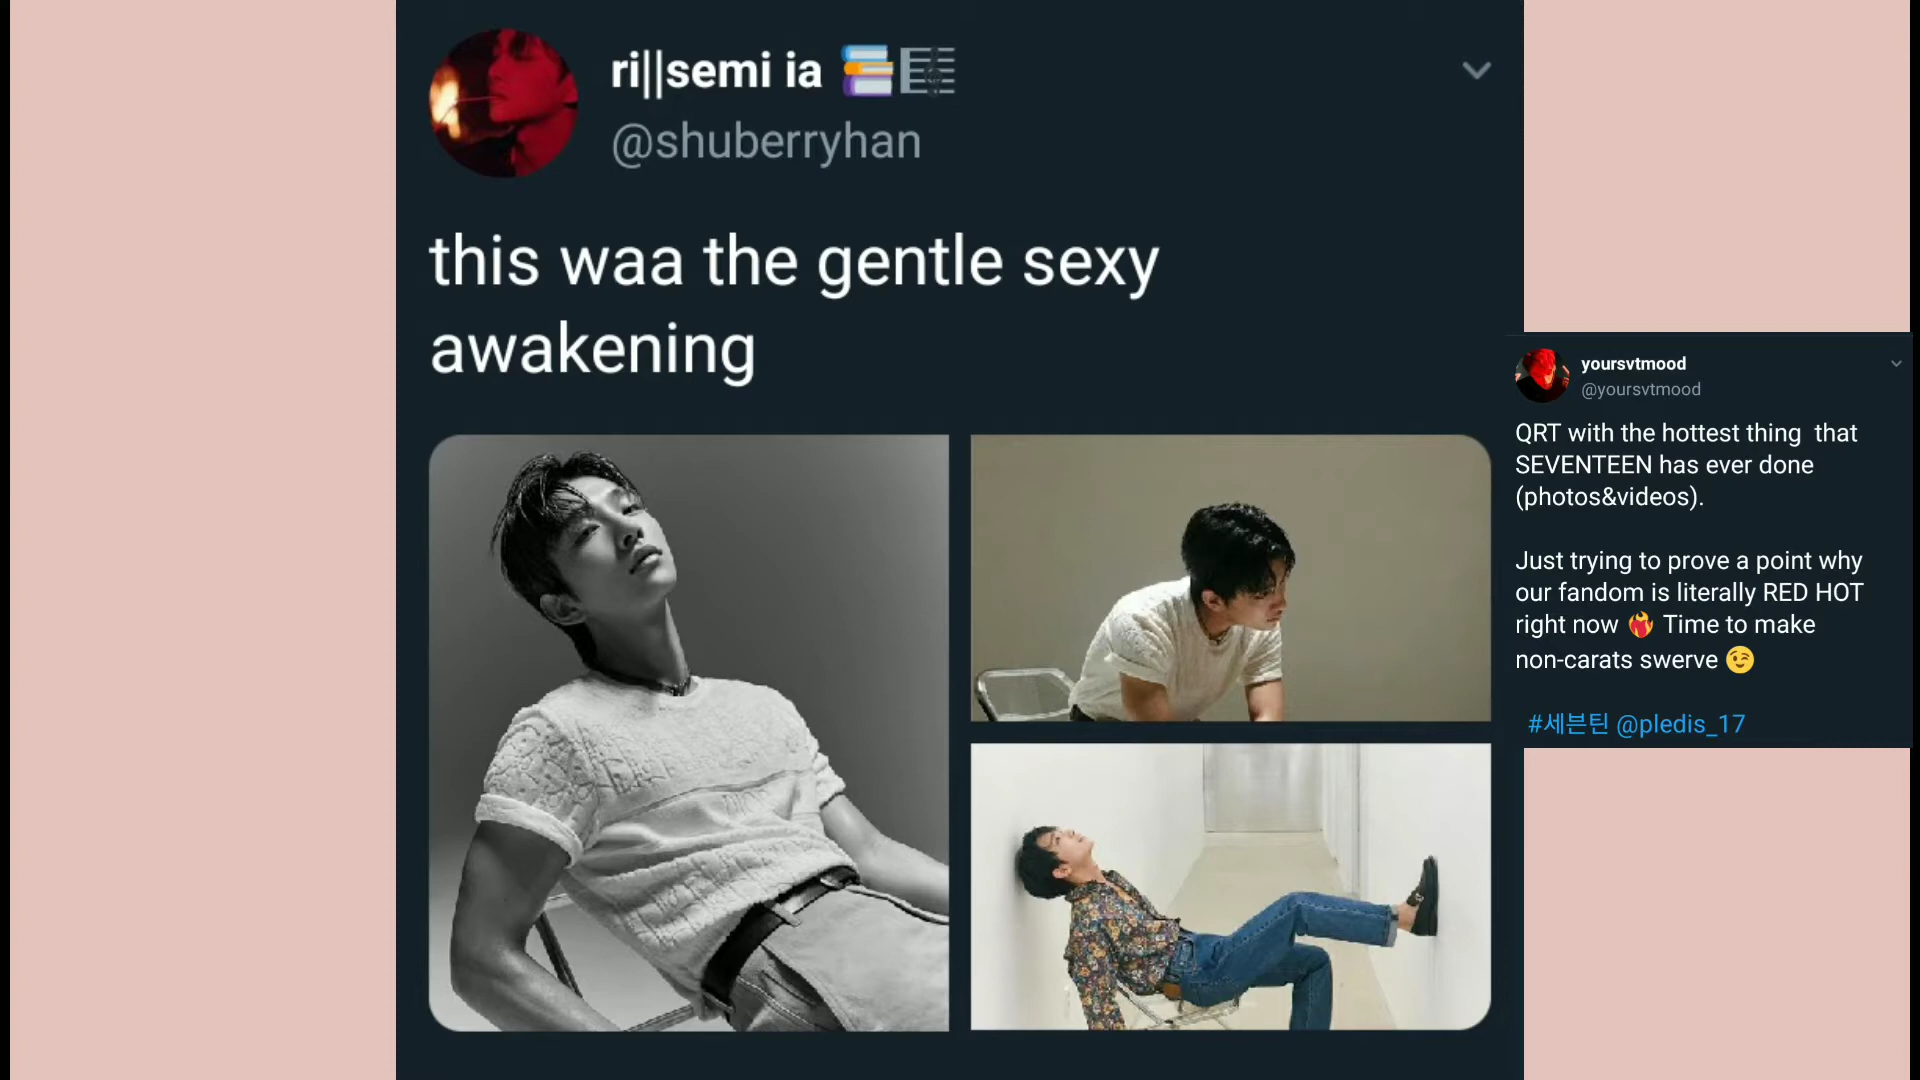 ri||semi ia 📚🎼
@shuberryhan
this waa the gentle sexy
awakening
yoursvtmood
@yoursvtmood
QRT with the hottest thing  that
SEVENTEEN has ever done
(photos&videos).
Just trying to prove a point why
our fandom is literally RED HOT
right now ❤️‍🔥 Time to make
non-carats swerve 😉
#세븐틴 @pledis_17